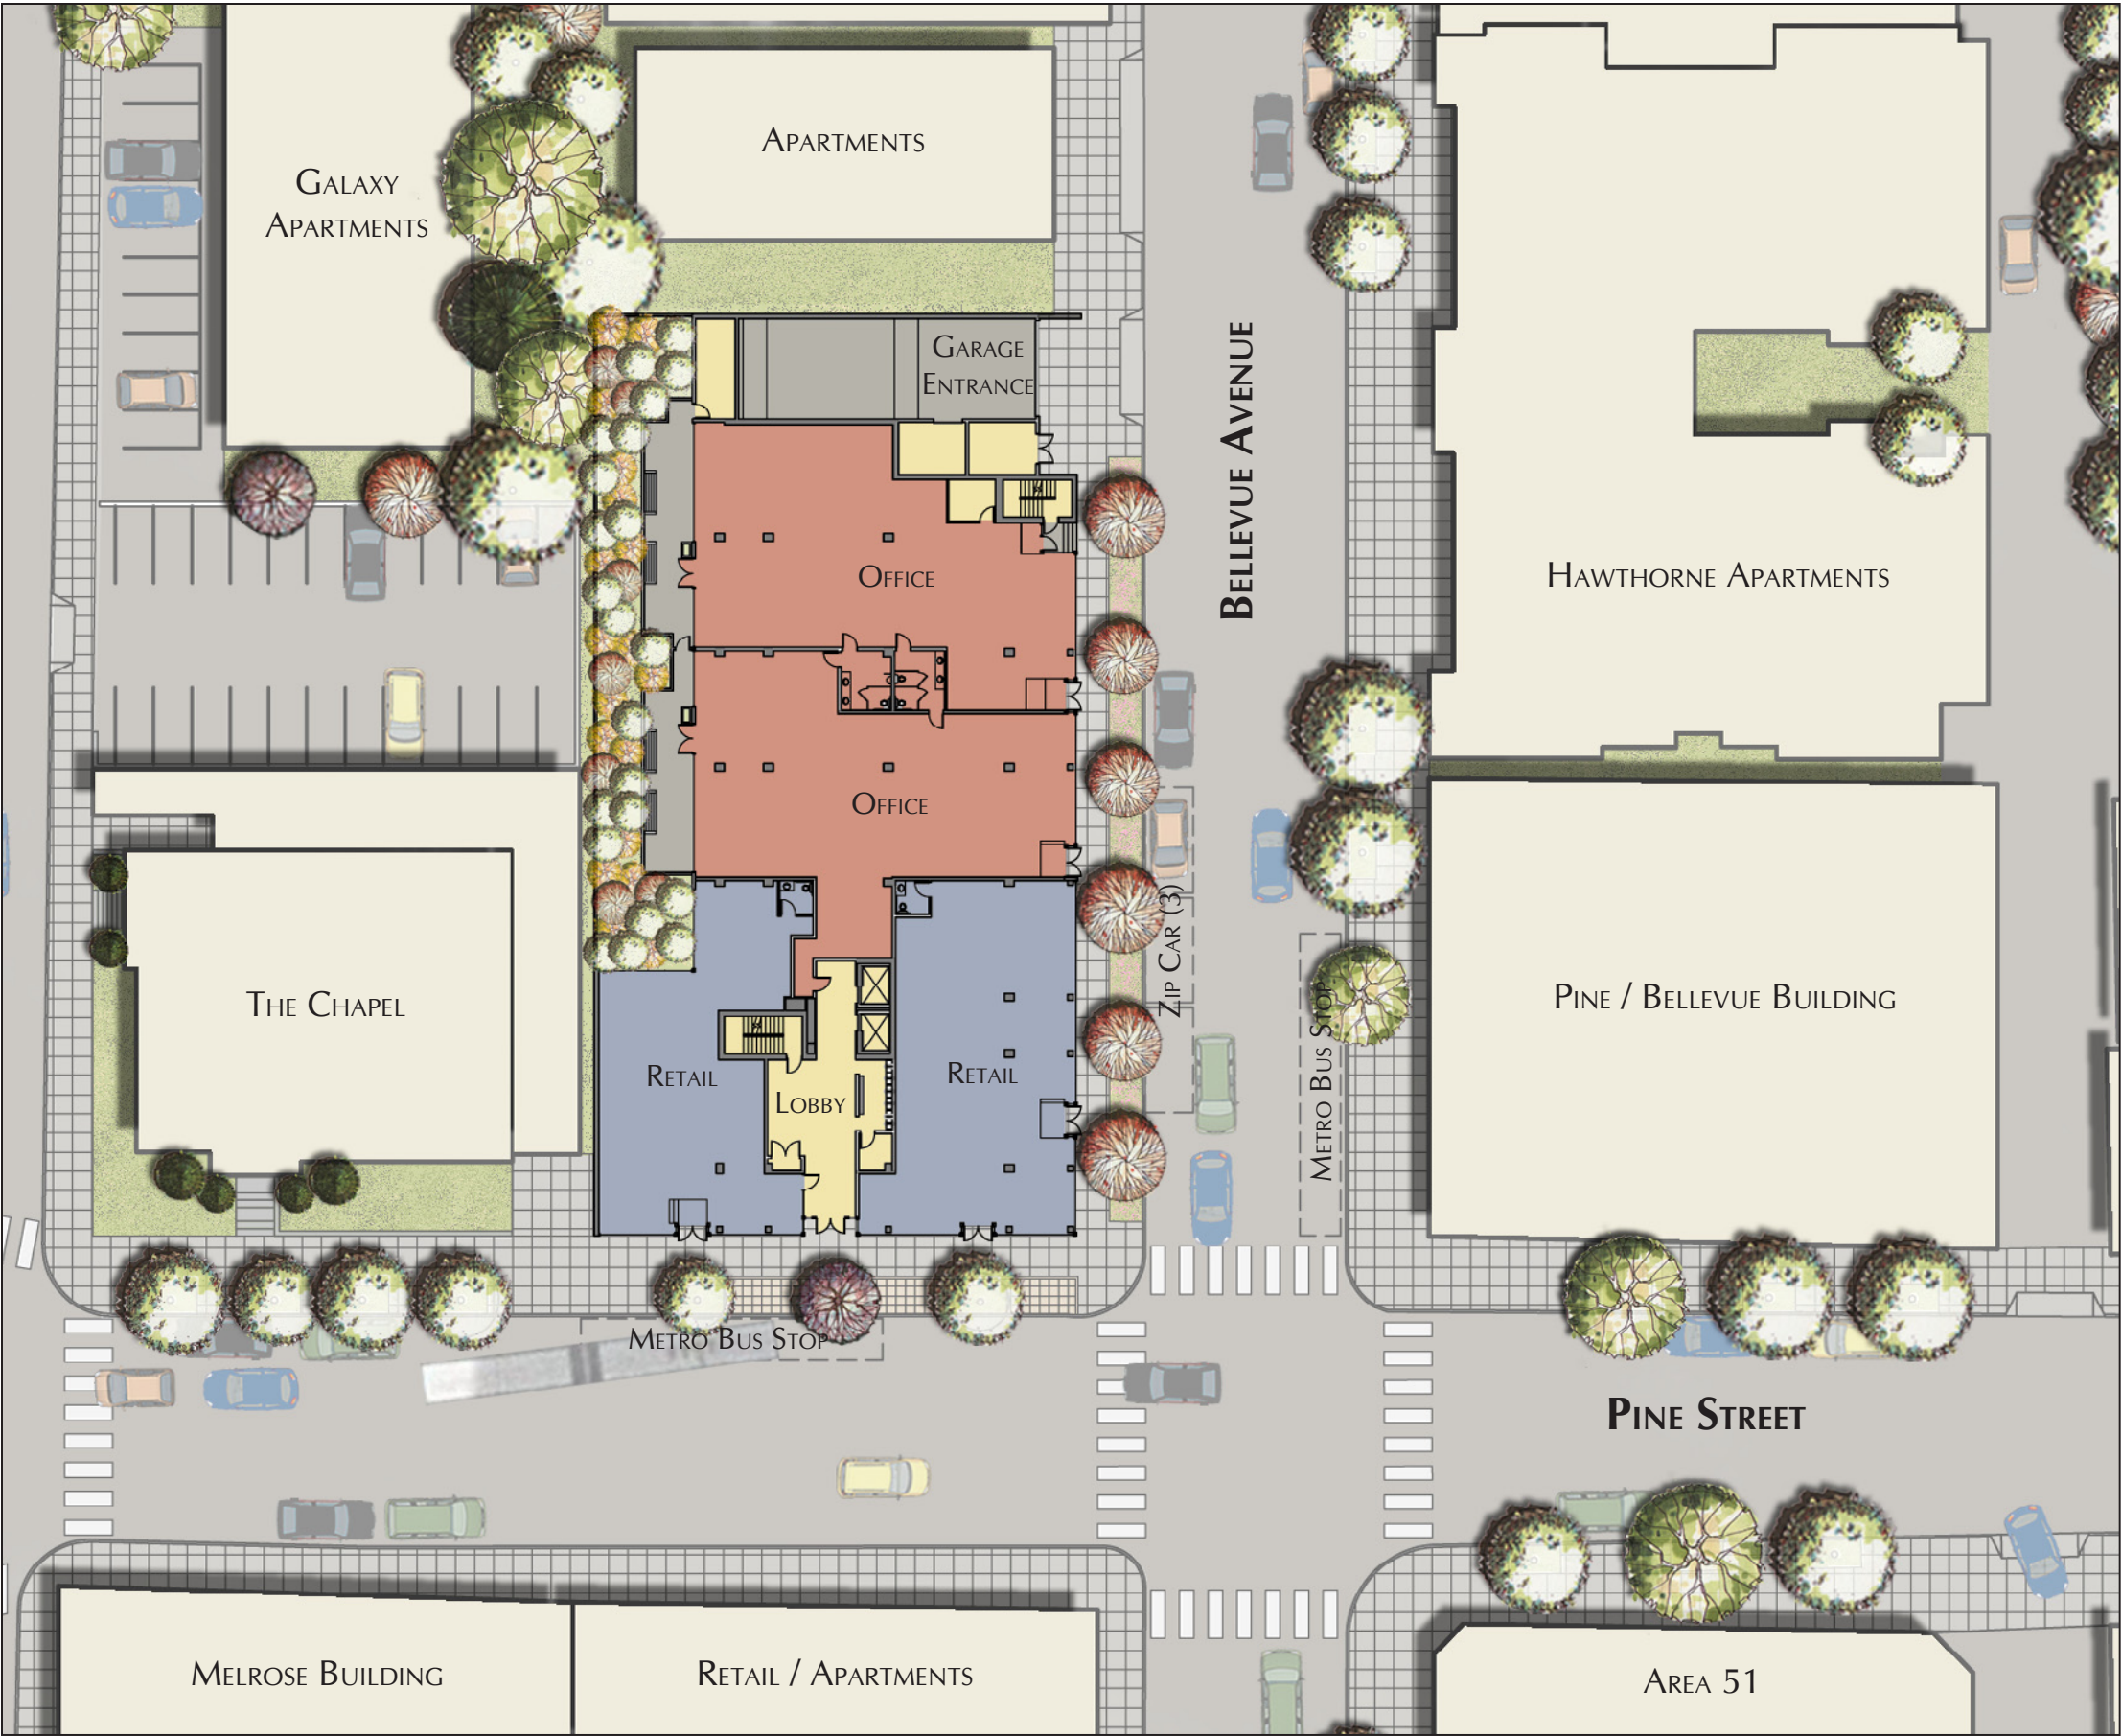 Apartments
Galaxy
Apartments
Garage
Entrance
Bellevue Avenue
Office
Hawthorne Apartments
Office
Zip Car (3)
The Chapel
Pine / Bellevue Building
Metro Bus Stop
Retail
Retail
Lobby
Metro Bus Stop
Pine Street
Melrose Building
Retail / Apartments
Area 51